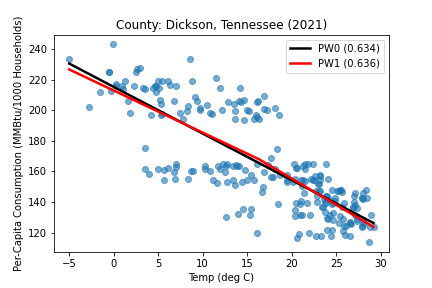 County: Dickson, Tennessee (2021)
PW0 (0.634)
PW1 (0.636)
Per-Capita Consumption (MMBtu/1000 Households)
240
220
200
180
160
140
120
−5 0 5 10 15 20 25 30
Temp (deg C)